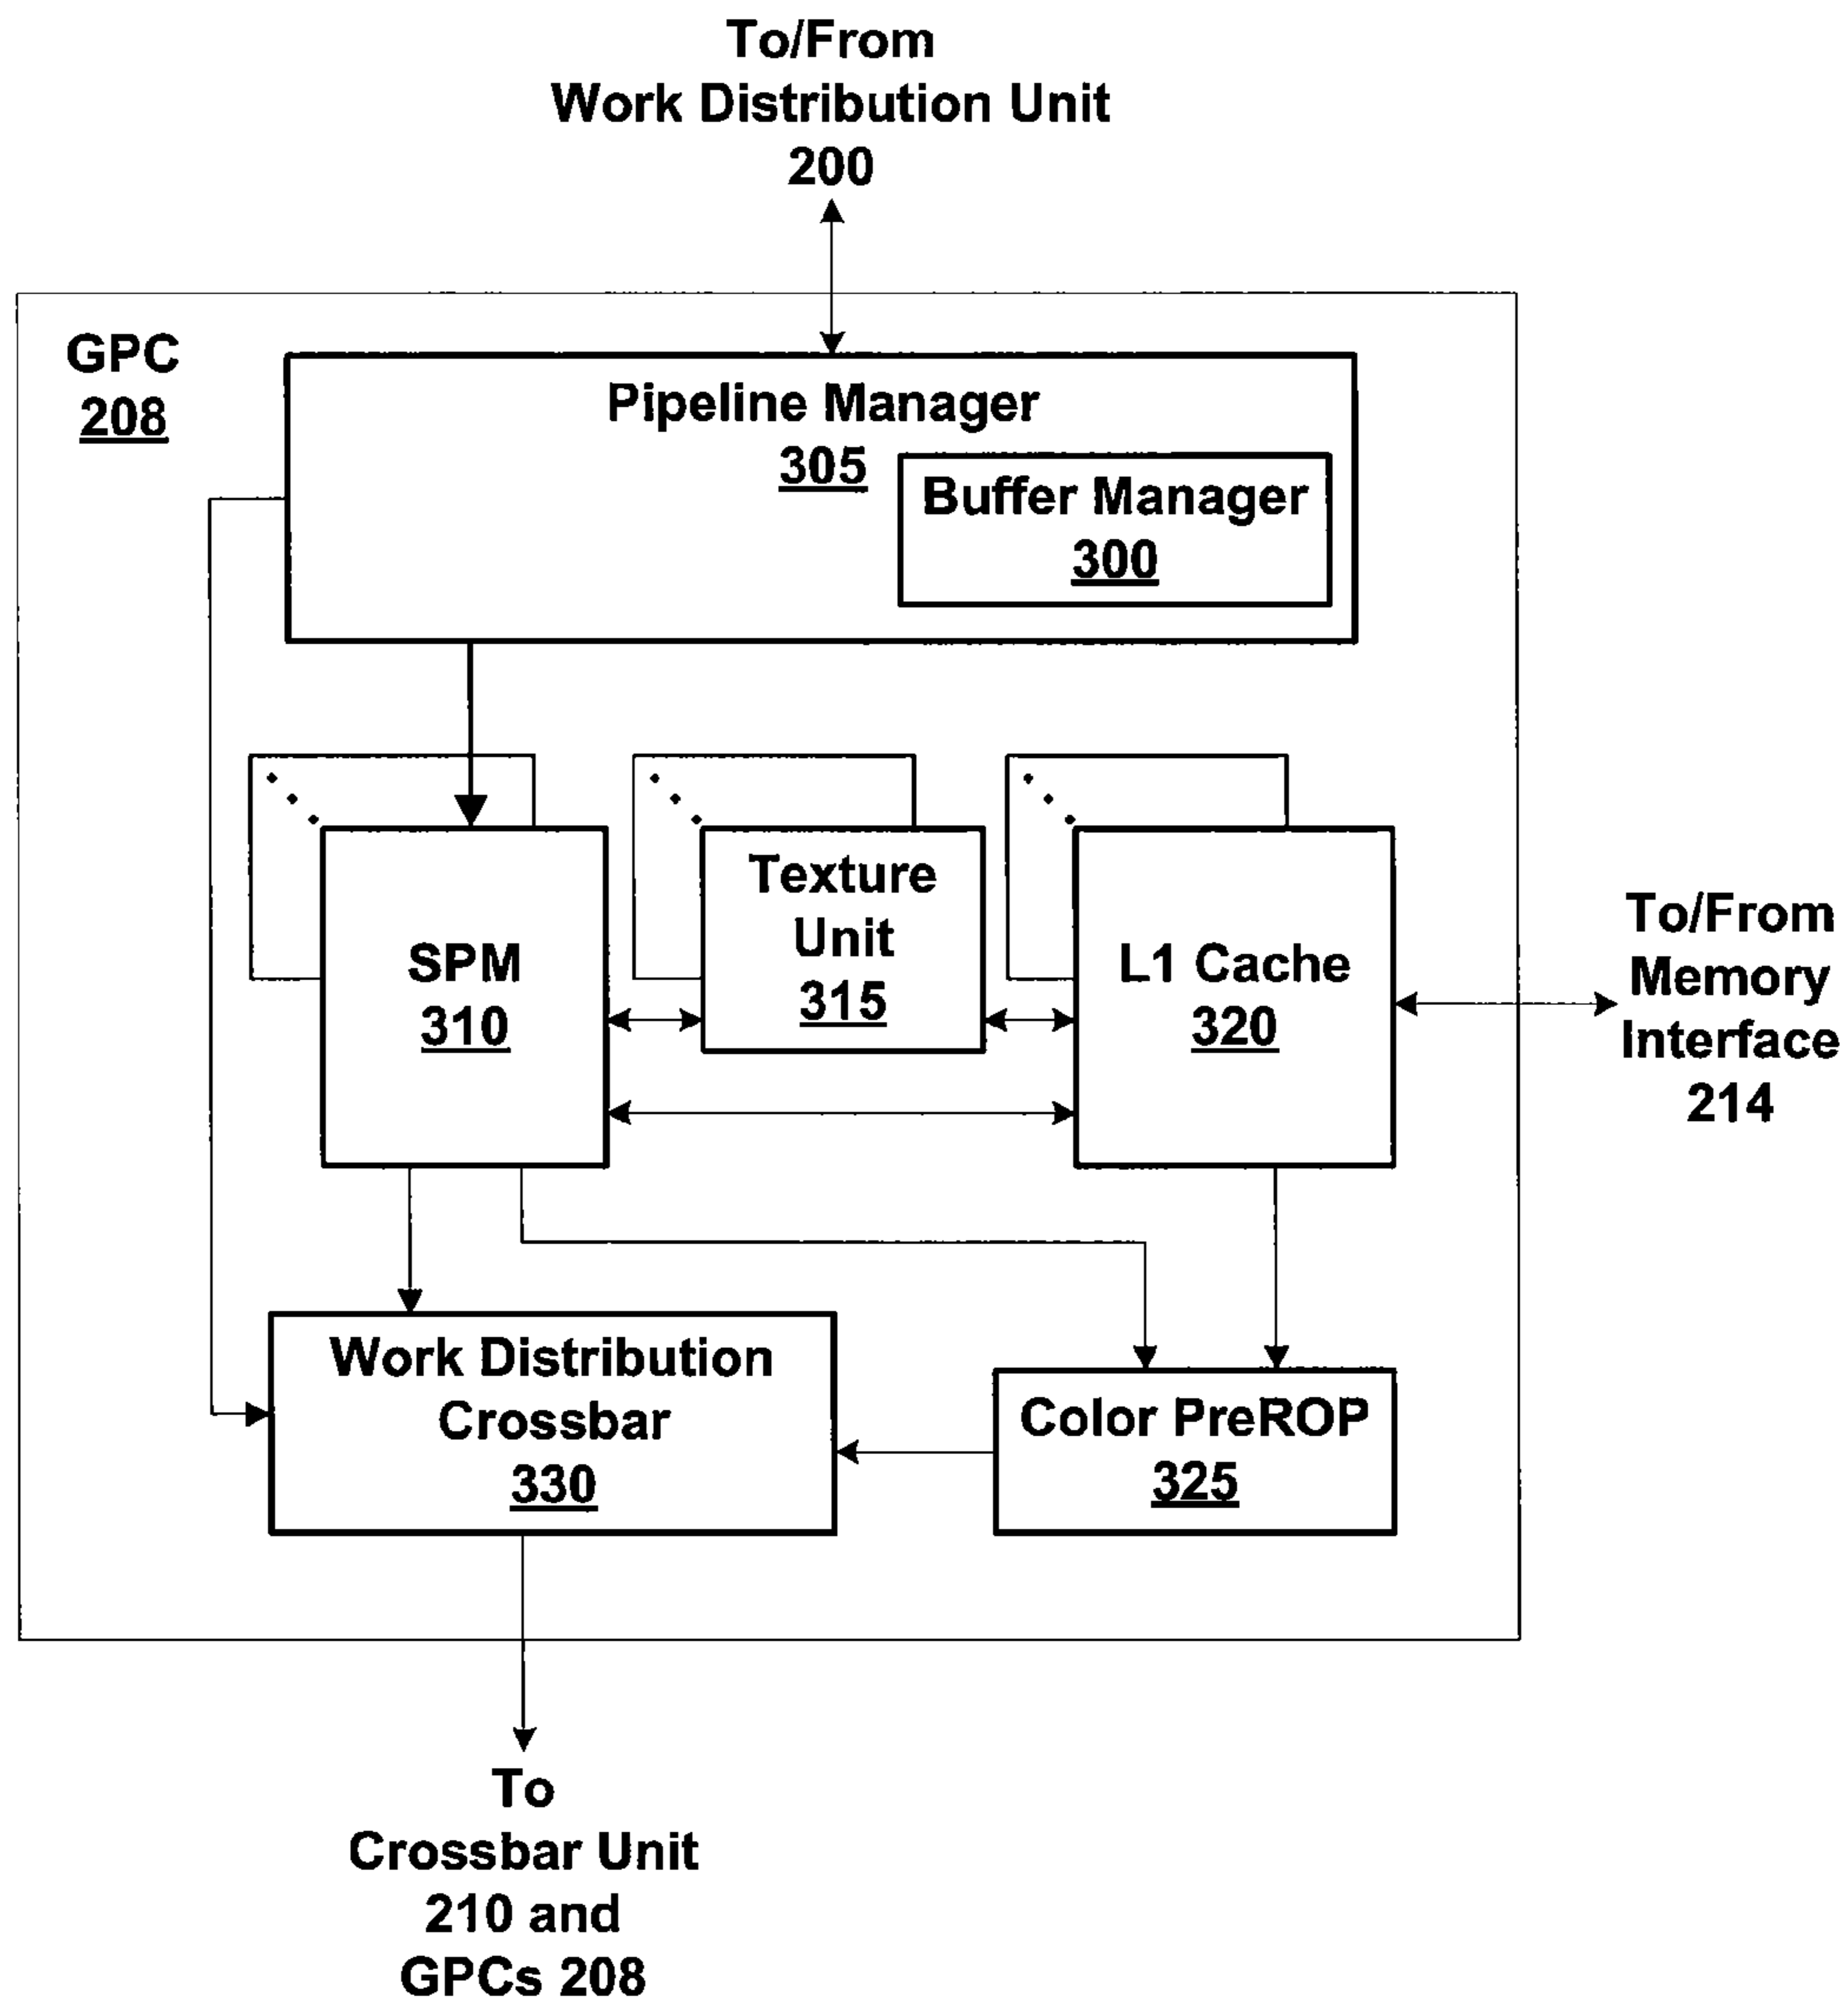 To/From
Work Distribution Unit
200
GPC
208
Pipeline Manager
305
Buffer Manager
300
SPM
310
Texture
Unit
315
L1 Cache
320
To/From
Memory
Interface
214
Work Distribution
Crossbar
330
Color PreROP
325
To
Crossbar Unit
210 and
GPCs 208